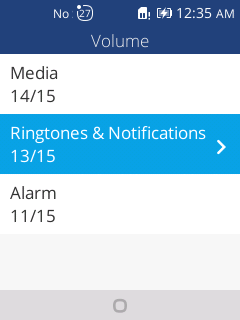 No 27 12:35 AM
Volume
Media
14/15
Ringtones & Notifications
13/15
Alarm
11/15